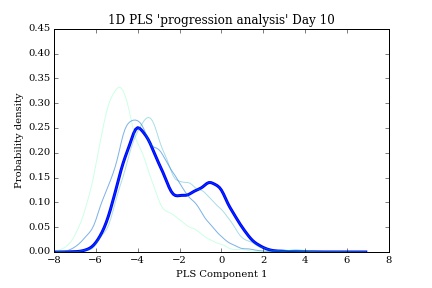 1D PLS 'progression analysis' Day 10
0.45
0.40
0.35
0.30
0.25
0.20
0.15
0.10
0.05
0.00
Probability density
−8 −6 −4 −2 0 2 4 6 8
PLS Component 1